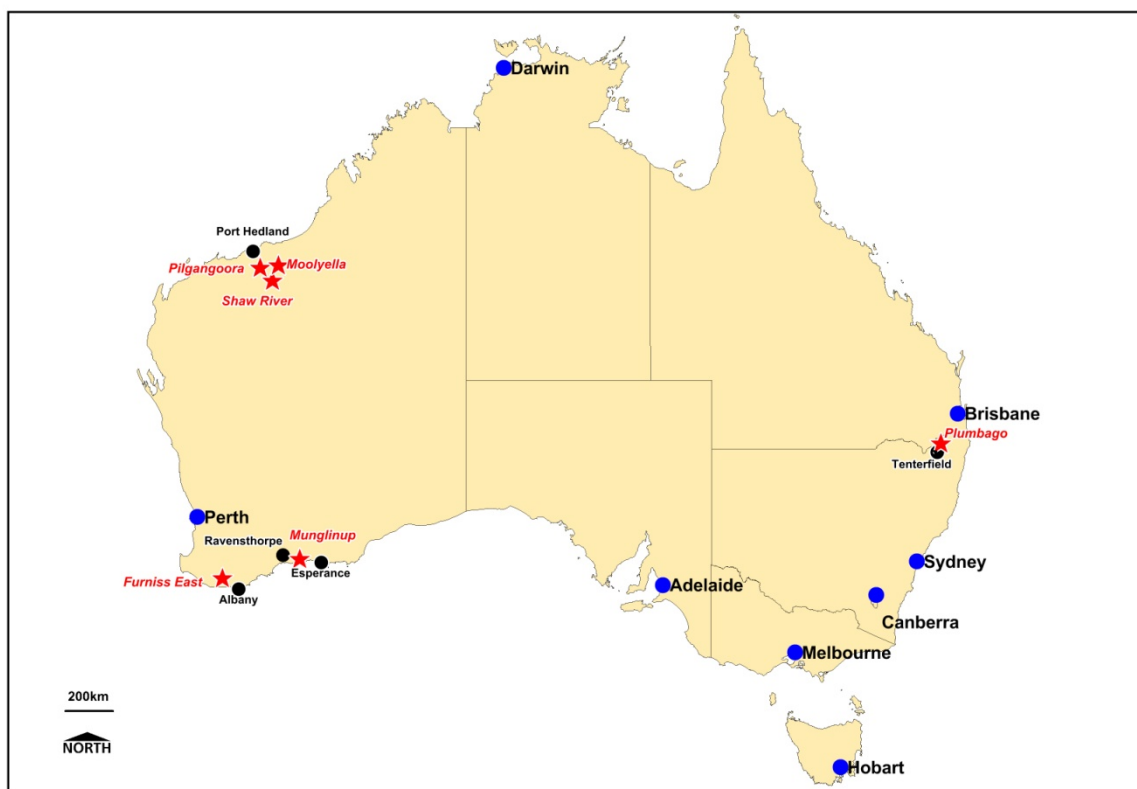 Darwin
Port Hedland
Pilgangoora
Moolyella
Shaw River
Brisbane
Plumbago
Tenterfield
Perth
Ravensthorpe
Munglinup
Esperance
Furniss East
Albany
Sydney
Adelaide
Canberra
Melbourne
200km
NORTH
Hobart